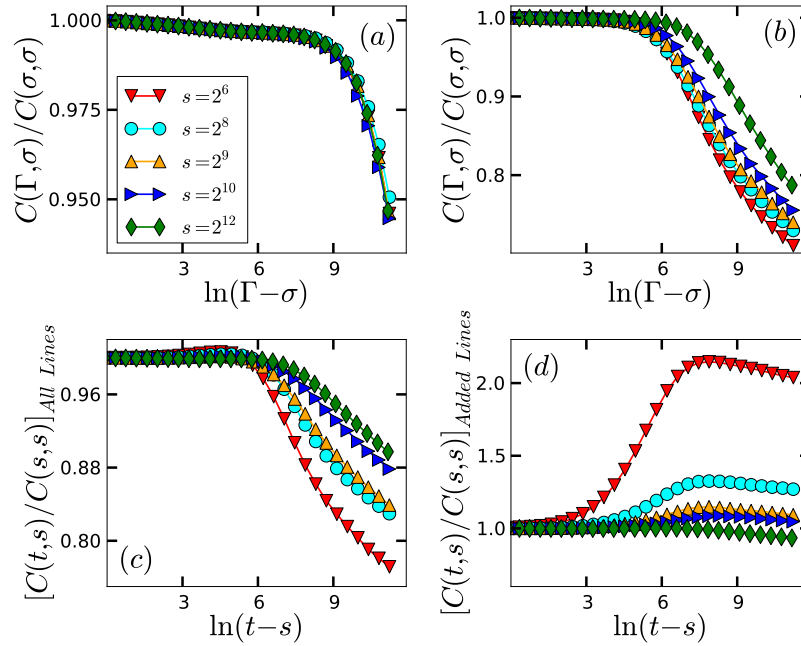 1.000
0.975
0.950
C(Γ,σ)/C(σ,σ)
(a)
s=2^6
s=2^8
s=2^9
s=2^10
s=2^12
3 6 9
ln(Γ−σ)
1.0
0.9
0.8
C(Γ,σ)/C(σ,σ)
(b)
3 6 9
ln(Γ−σ)
0.96
0.88
0.80
[C(t,s)/C(s,s)]_All Lines
(c)
3 6 9
ln(t−s)
2.0
1.5
1.0
[C(t,s)/C(s,s)]_Added Lines
(d)
3 6 9
ln(t−s)